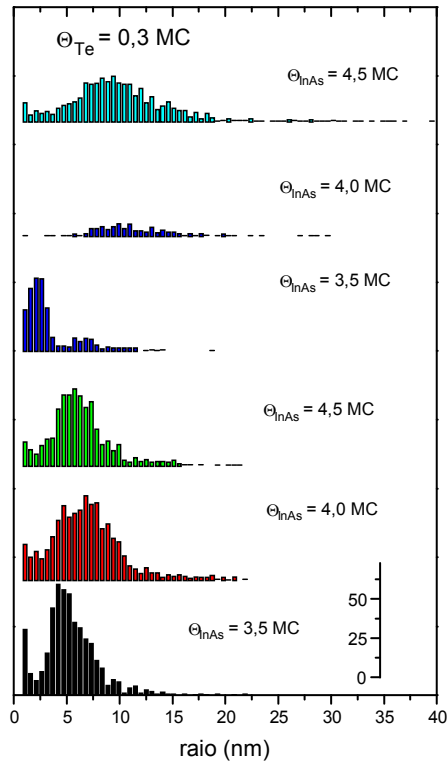 Θ_Te = 0,3 MC
Θ_InAs = 4,5 MC
Θ_InAs = 4,0 MC
Θ_InAs = 3,5 MC
Θ_InAs = 4,5 MC
Θ_InAs = 4,0 MC
50
25
0
Θ_InAs = 3,5 MC
0 5 10 15 20 25 30 35 40
raio (nm)